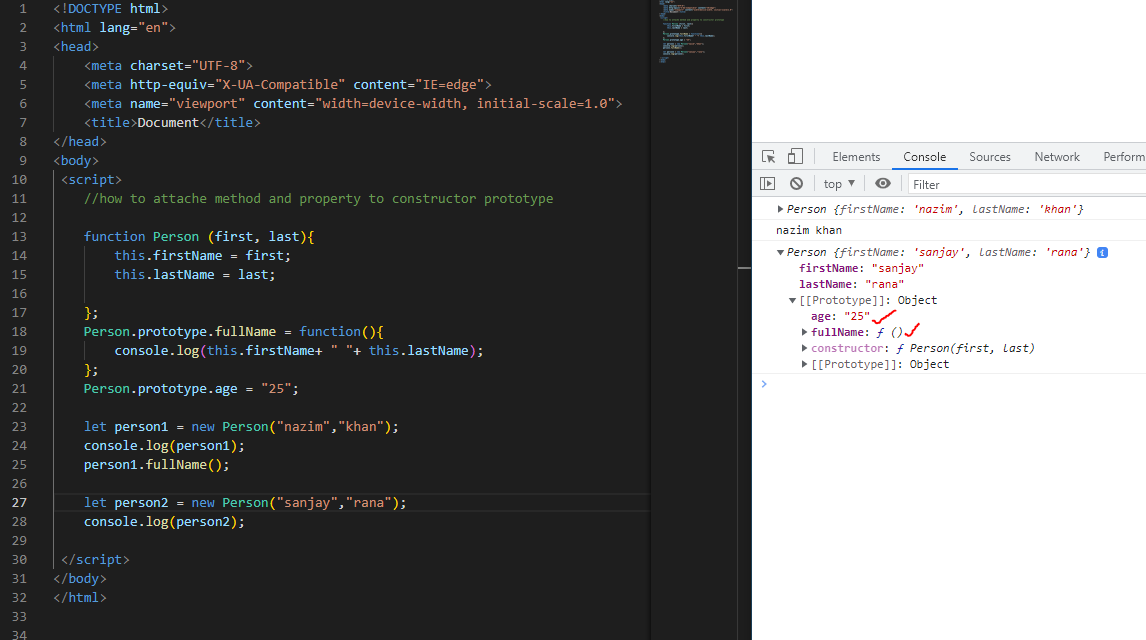 1 <!DOCTYPE html>
2 <html lang="en">
3 <head>
4 <meta charset="UTF-8">
5 <meta http-equiv="X-UA-Compatible" content="IE=edge">
6 <meta name="viewport" content="width=device-width, initial-scale=1.0">
7 <title>Document</title>
8 </head>
9 <body>
10 <script>
11 //how to attache method and property to constructor prototype
12
13 function Person (first, last){
14 this.firstName = first;
15 this.lastName = last;
16
17 };
18 Person.prototype.fullName = function(){
19 console.log(this.firstName+ " "+ this.lastName);
20 };
21 Person.prototype.age = "25";
22
23 let person1 = new Person("nazim","khan");
24 console.log(person1);
25 person1.fullName();
26
27 let person2 = new Person("sanjay","rana");
28 console.log(person2);
29
30 </script>
31 </body>
32 </html>
33
34
Elements Console Sources Network Perform
top ▼ Filter
▶ Person {firstName: 'nazim', lastName: 'khan'}
nazim khan
▼ Person {firstName: 'sanjay', lastName: 'rana'} i
firstName: "sanjay"
lastName: "rana"
▼ [[Prototype]]: Object
age: "25"
▶ fullName: ƒ ()
▶ constructor: ƒ Person(first, last)
▶ [[Prototype]]: Object
>